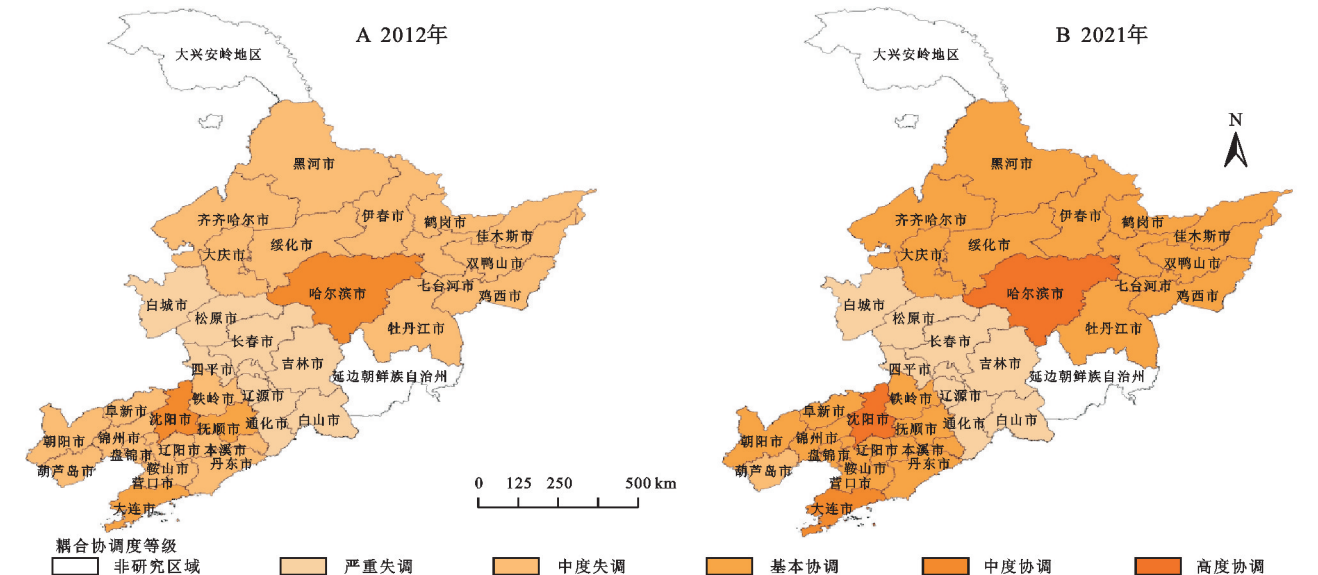 A 2012年
大兴安岭地区
黑河市
齐齐哈尔市
伊春市
鹤岗市
佳木斯市
绥化市
大庆市
双鸭山市
七台河市
鸡西市
哈尔滨市
白城市
松原市
牡丹江市
长春市
吉林市
四平市
延边朝鲜族自治州
辽源市
铁岭市
阜新市
沈阳市
通化市
白山市
抚顺市
朝阳市
锦州市
盘锦市
辽阳市
本溪市
葫芦岛市
鞍山市
丹东市
营口市
大连市
0 125 250 500 km
B 2021年
大兴安岭地区
N
黑河市
齐齐哈尔市
伊春市
鹤岗市
佳木斯市
绥化市
大庆市
双鸭山市
七台河市
鸡西市
哈尔滨市
白城市
松原市
牡丹江市
长春市
吉林市
四平市
延边朝鲜族自治州
辽源市
铁岭市
阜新市
沈阳市
通化市
白山市
抚顺市
朝阳市
锦州市
盘锦市
辽阳市
本溪市
葫芦岛市
鞍山市
丹东市
营口市
大连市
耦合协调度等级
非研究区域 严重失调 中度失调 基本协调 中度协调 高度协调